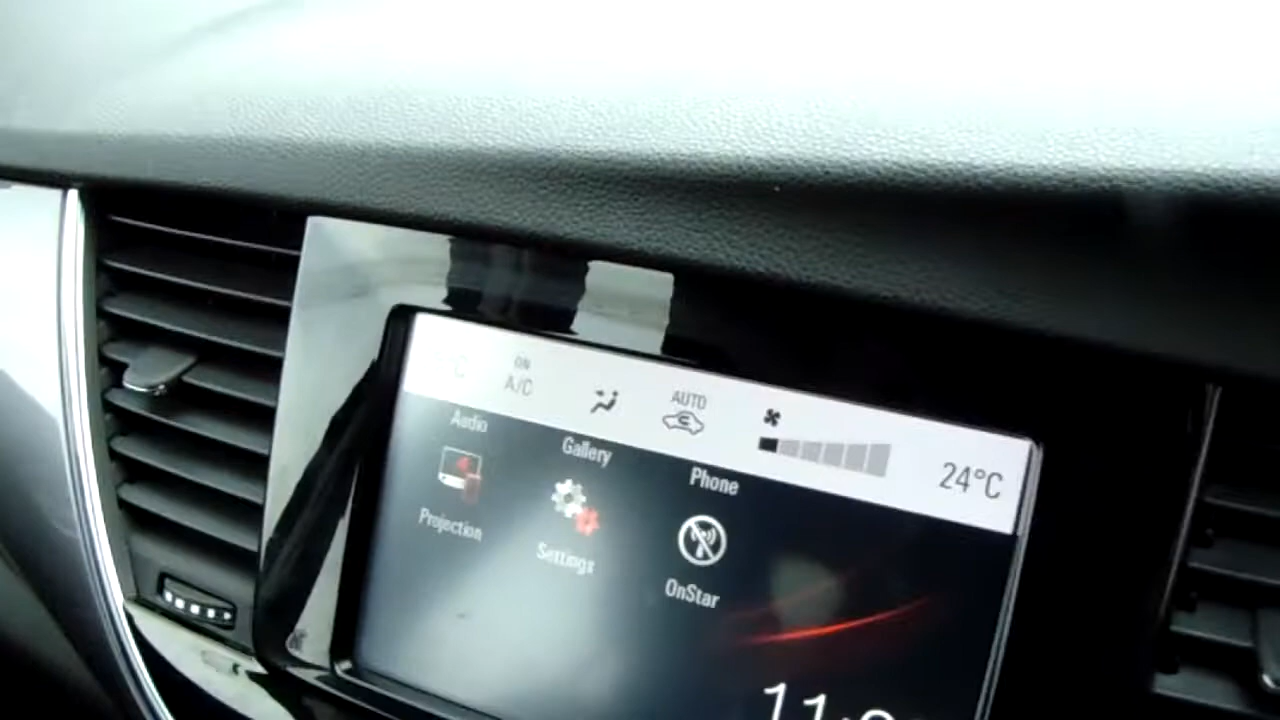 ON
A/C
AUTO
24°C
Audio
Gallery
Phone
Projection
Settings
OnStar